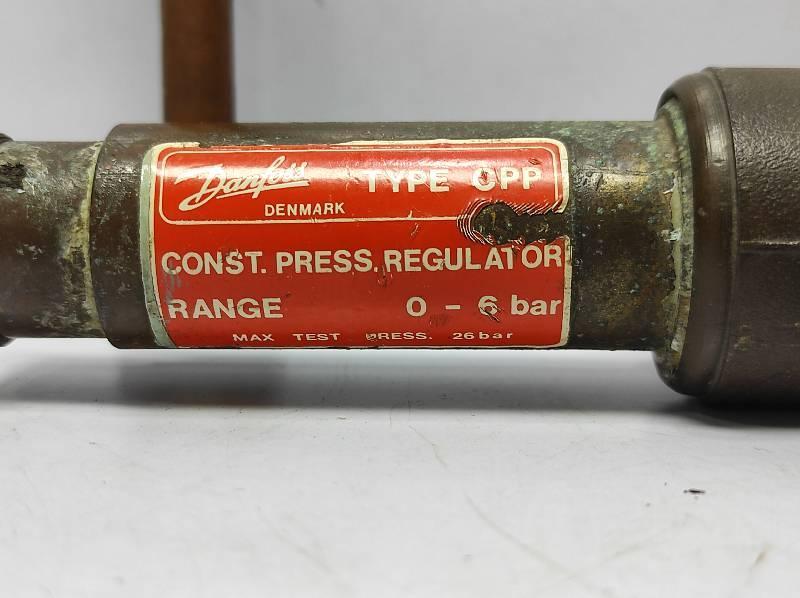 Danfoss TYPE CPP
DENMARK
CONST. PRESS. REGULATOR
RANGE 0 - 6 bar
MAX TEST PRESS. 26 bar